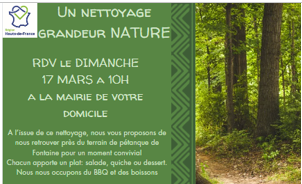 Un nettoyage
grandeur NATURE
Région
Hauts-de-France
RDV le DIMANCHE
17 MARS à 10H
à la mairie de votre
domicile
A l'issue de ce nettoyage, nous vous proposons de
nous retrouver près du terrain de pétanque de
Fontaine pour un moment convivial
Chacun apporte un plat: salade, quiche ou dessert.
Nous nous occupons du BBQ et des boissons